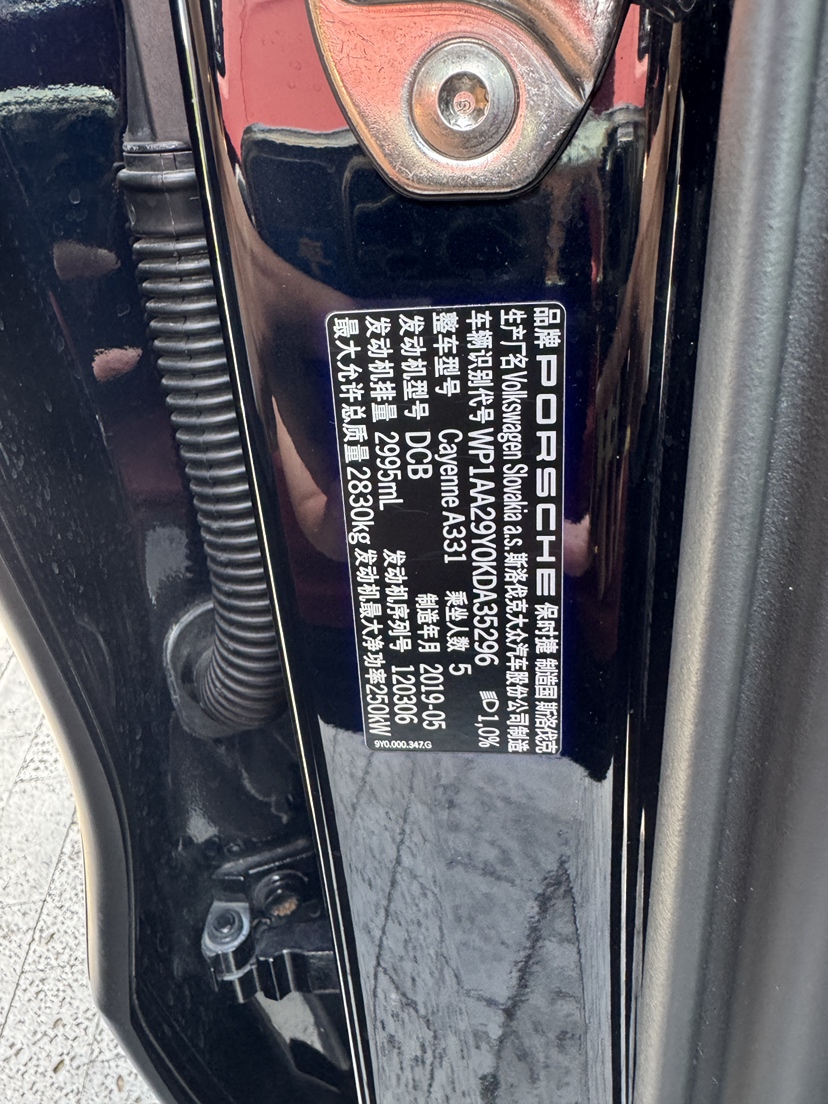 品牌 PORSCHE 保时捷 制造国 斯洛伐克
生产厂名 Volkswagen Slovakia a.s. 斯洛伐克大众汽车股份公司制造
车辆识别代号 WP1AA29Y0KDA35296 1,0%
整车型号 Cayenne A331 乘坐人数 5
发动机型号 DCB 制造年月 2019-05
发动机排量 2995mL 发动机序列号 120306
最大允许总质量 2830kg 发动机最大净功率 250kW
9Y0.000.347.G